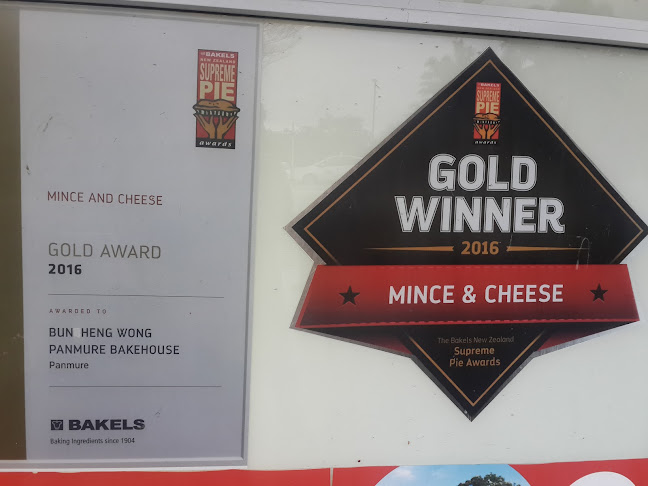 BAKELS
NEW ZEALAND
SUPREME
PIE
awards
MINCE AND CHEESE
GOLD AWARD
2016
AWARDED TO
BUN HENG WONG
PANMURE BAKEHOUSE
Panmure
BAKELS
Baking Ingredients since 1904
BAKELS
NEW ZEALAND
SUPREME
PIE
awards
GOLD
WINNER
2016
MINCE & CHEESE
The Bakels New Zealand
Supreme
Pie Awards